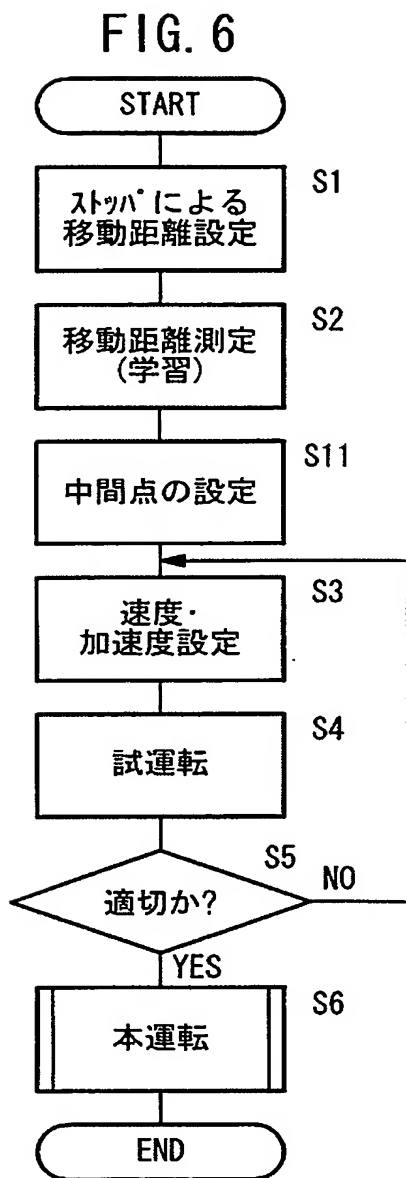 FIG. 6
START
S1
ストッパによる
移動距離設定
S2
移動距離測定
(学習)
S11
中間点の設定
S3
速度・
加速度設定
S4
試運転
S5
適切か?
NO
YES
S6
本運転
END